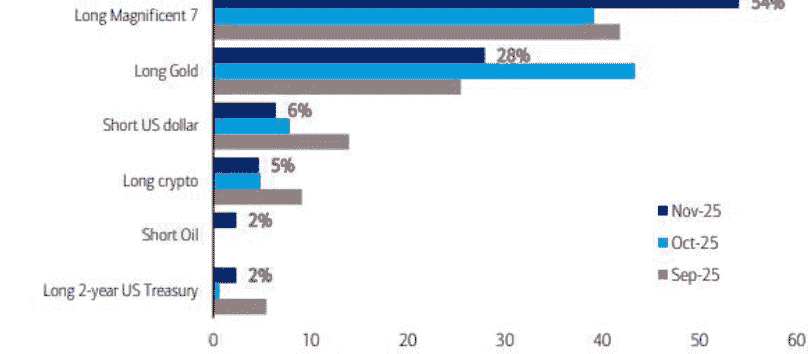 54%
Long Magnificent 7
28%
Long Gold
6%
Short US dollar
5%
Long crypto
2%
Short Oil
2%
Long 2-year US Treasury
Nov-25
Oct-25
Sep-25
0 10 20 30 40 50 60